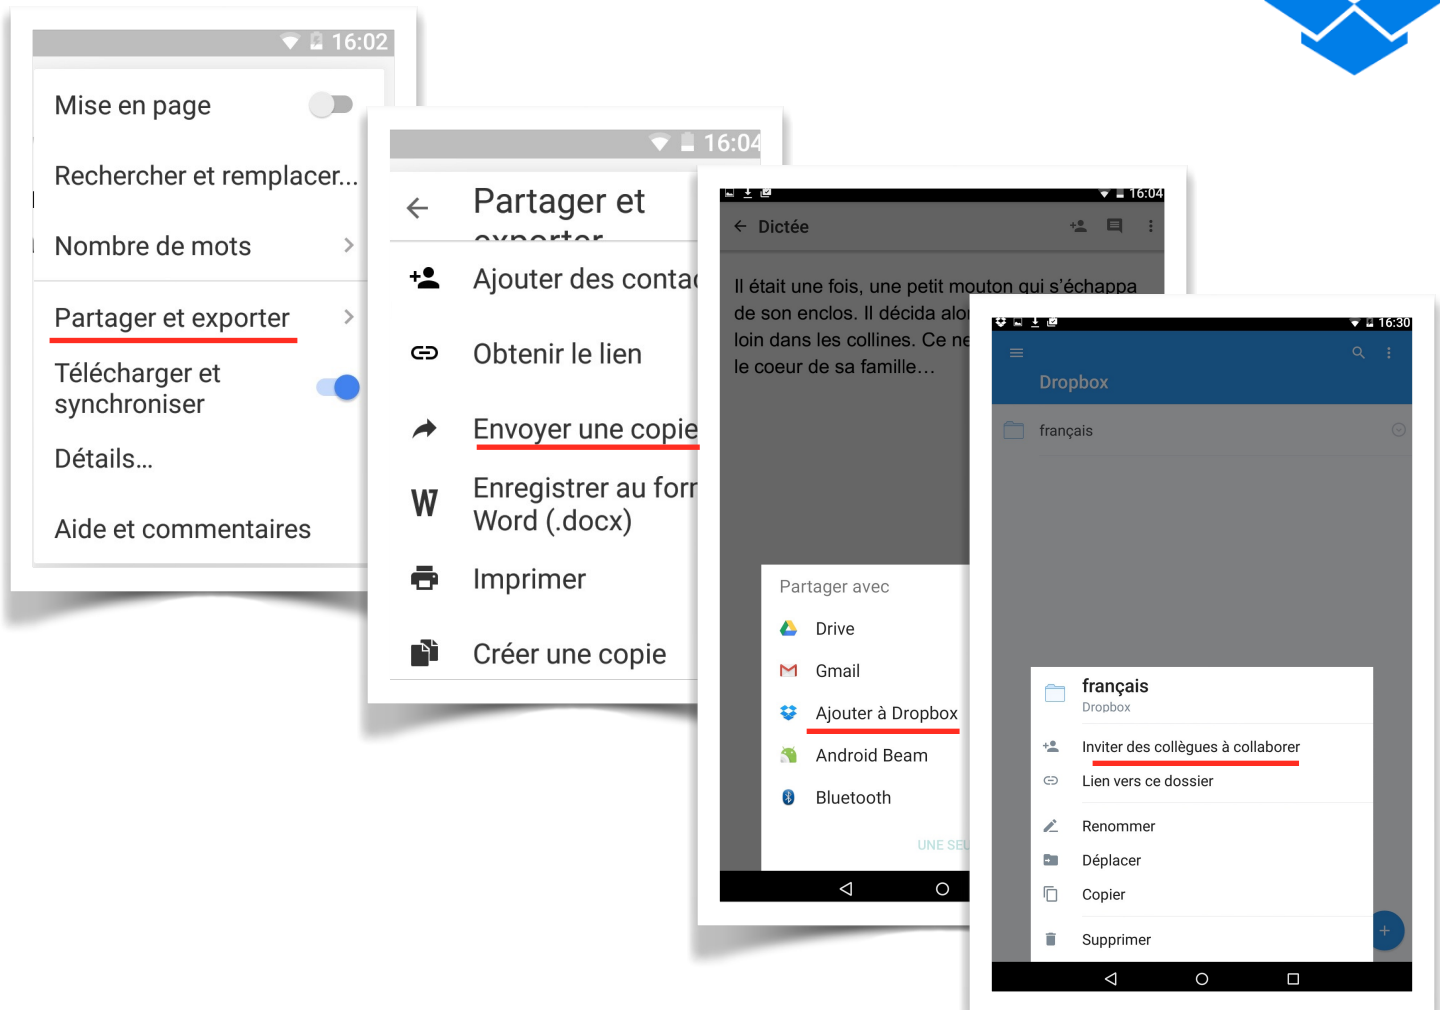 16:02
Mise en page
Rechercher et remplacer...
Nombre de mots
Partager et exporter
Télécharger et
synchroniser
Détails...
Aide et commentaires
16:04
Partager et
exporter
Ajouter des contac
Obtenir le lien
Envoyer une copie
Enregistrer au for
Word (.docx)
Imprimer
Créer une copie
16:04
Dictée
Il était une fois, une petit mouton qui s’échappa
de son enclos. Il décida alor
loin dans les collines. Ce ne
le coeur de sa famille…
Partager avec
Drive
Gmail
Ajouter à Dropbox
Android Beam
Bluetooth
UNE SEU
16:30
Dropbox
français
français
Dropbox
Inviter des collègues à collaborer
Lien vers ce dossier
Renommer
Déplacer
Copier
Supprimer